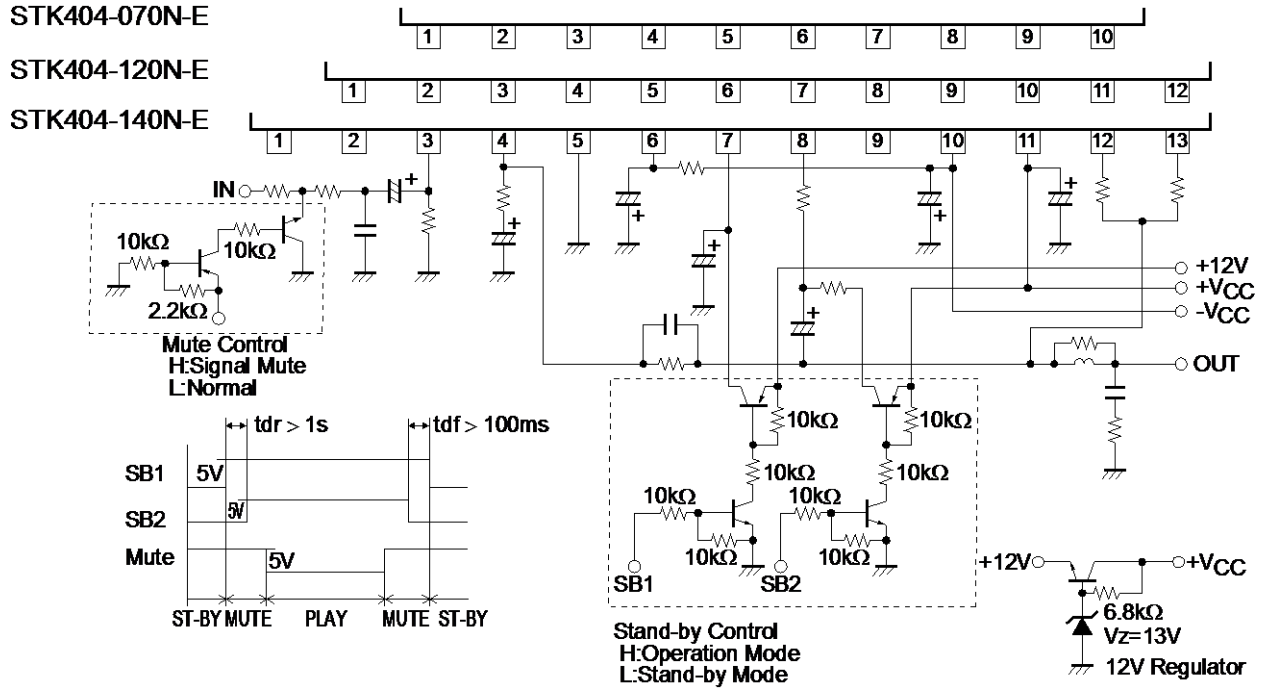 STK404-070N-E
1 2 3 4 5 6 7 8 9 10
STK404-120N-E
1 2 3 4 5 6 7 8 9 10 11 12
STK404-140N-E
1 2 3 4 5 6 7 8 9 10 11 12 13
IN
+ + + + + + + +
10kΩ
10kΩ
2.2kΩ
Mute Control
H:Signal Mute
L:Normal
+12V
+VCC
-VCC
OUT
10kΩ 10kΩ
10kΩ 10kΩ
10kΩ 10kΩ
10kΩ 10kΩ
SB1 SB2
Stand-by Control
H:Operation Mode
L:Stand-by Mode
tdr > 1s tdf > 100ms
SB1 5V
SB2 5V
Mute 5V
ST-BY MUTE PLAY MUTE ST-BY
+12V +VCC
6.8kΩ
Vz=13V
12V Regulator